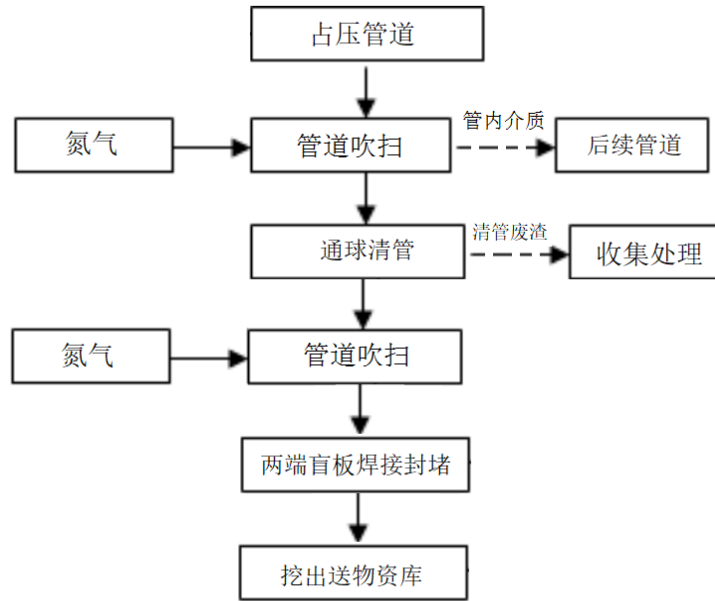 占压管道
氮气
管道吹扫
管内介质
后续管道
通球清管
清管废渣
收集处理
氮气
管道吹扫
两端盲板焊接封堵
挖出送物资库